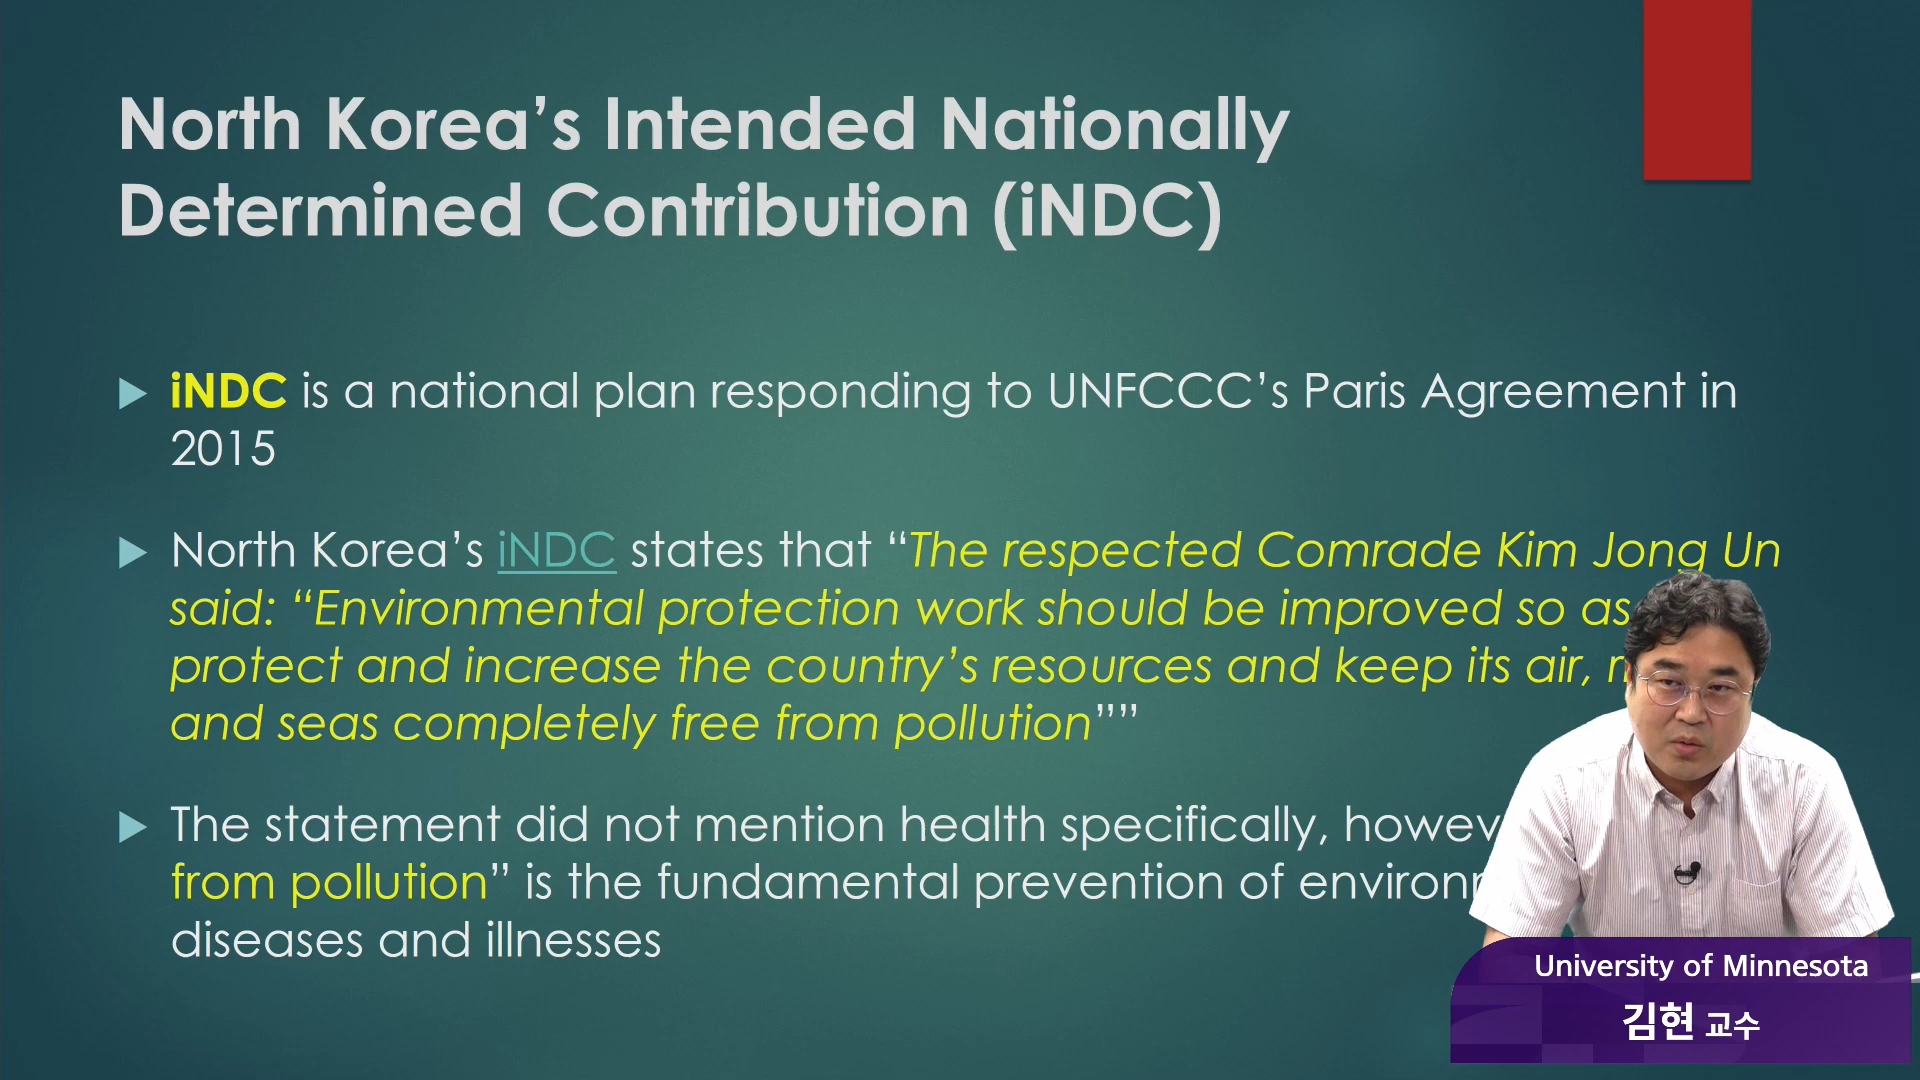 North Korea’s Intended Nationally
Determined Contribution (iNDC)
iNDC is a national plan responding to UNFCCC’s Paris Agreement in
2015
North Korea’s iNDC states that “The respected Comrade Kim Jong Un
said: “Environmental protection work should be improved so as
protect and increase the country’s resources and keep its air,
and seas completely free from pollution””
The statement did not mention health specifically,
from pollution” is the fundamental prevention of
diseases and illnesses
University of Minnesota
김현 교수